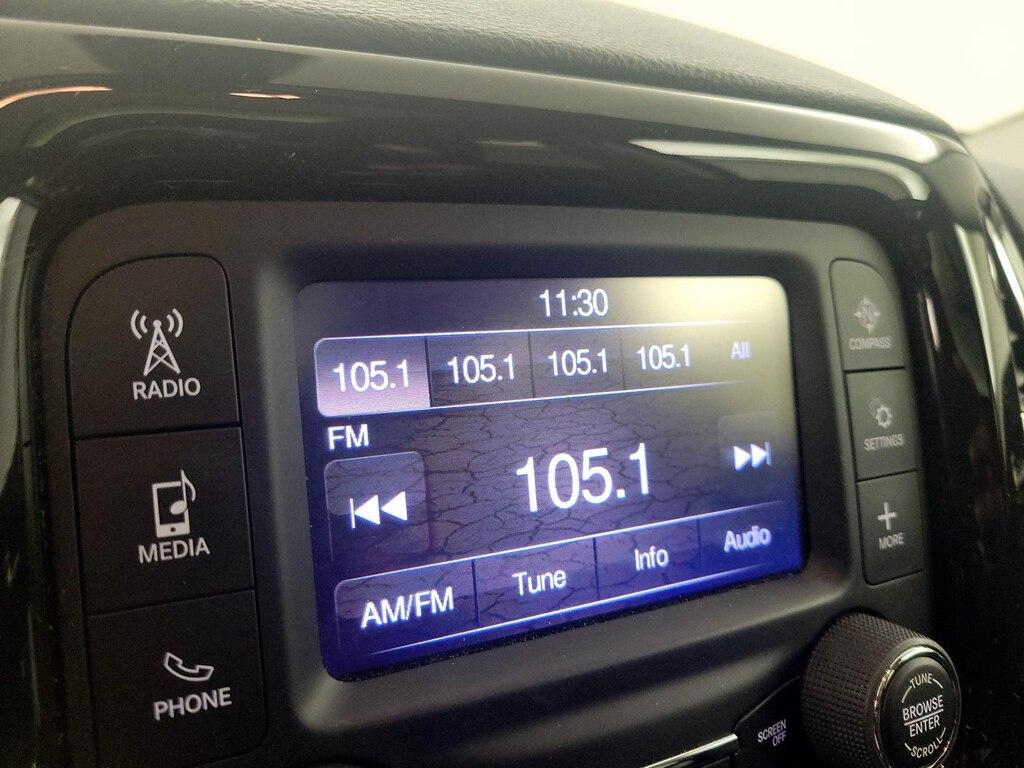 11:30
105.1 105.1 105.1 105.1 All
FM
105.1
AM/FM Tune Info Audio
RADIO
MEDIA
PHONE
N
COMPASS
SETTINGS
MORE
SCREEN
OFF
TUNE
BROWSE
ENTER
SCROLL